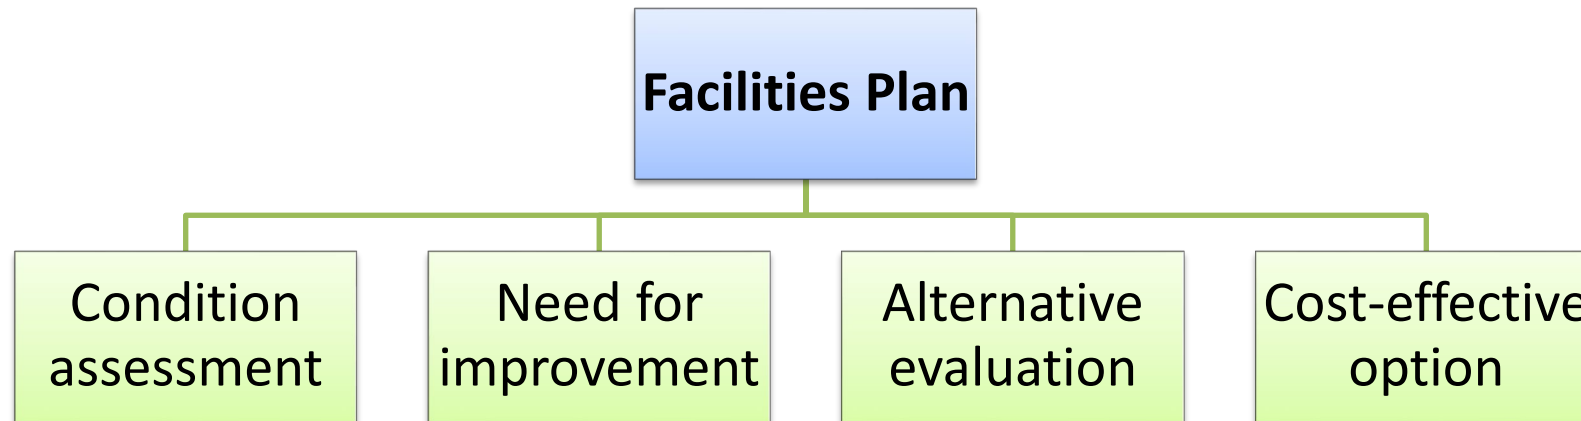 Facilities Plan
Condition
assessment
Need for
improvement
Alternative
evaluation
Cost-effective
option